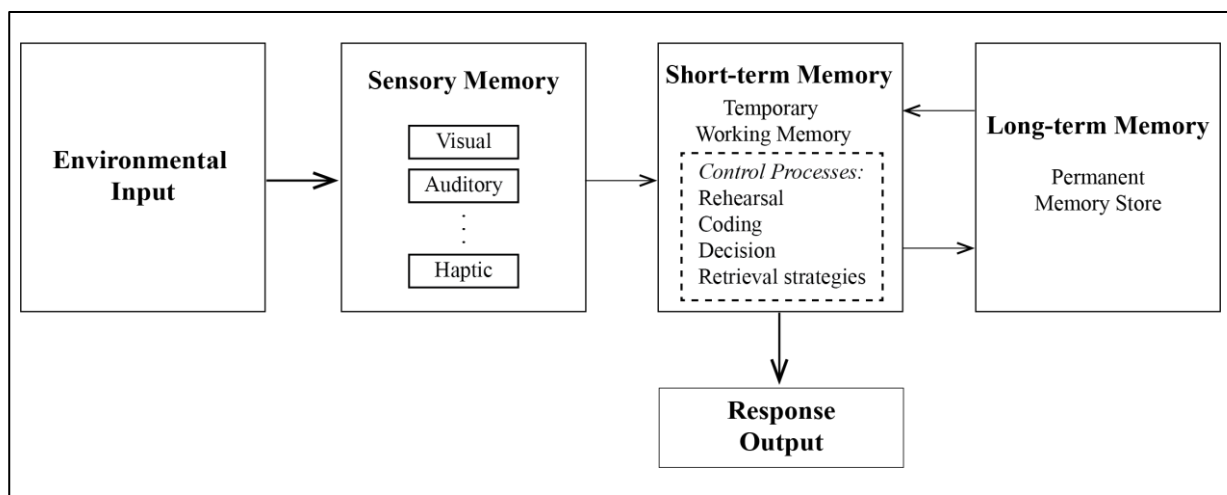 Environmental
Input
Sensory Memory
Visual
Auditory
Haptic
Short-term Memory
Temporary
Working Memory
Control Processes:
Rehearsal
Coding
Decision
Retrieval strategies
Long-term Memory
Permanent
Memory Store
Response
Output